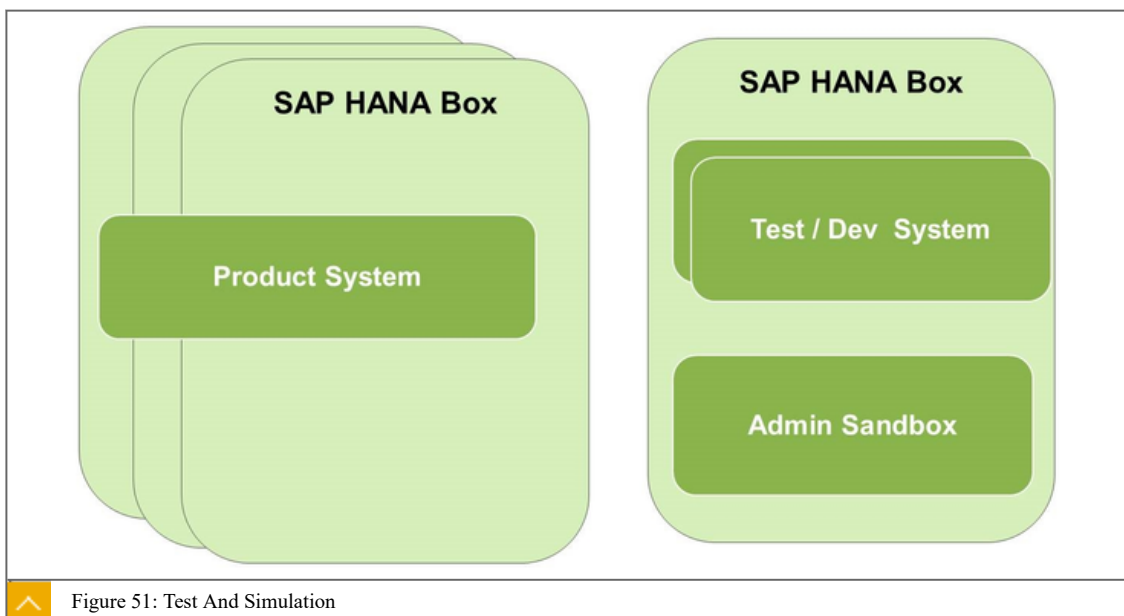 SAP HANA Box
Product System
SAP HANA Box
Test / Dev System
Admin Sandbox
Figure 51: Test And Simulation